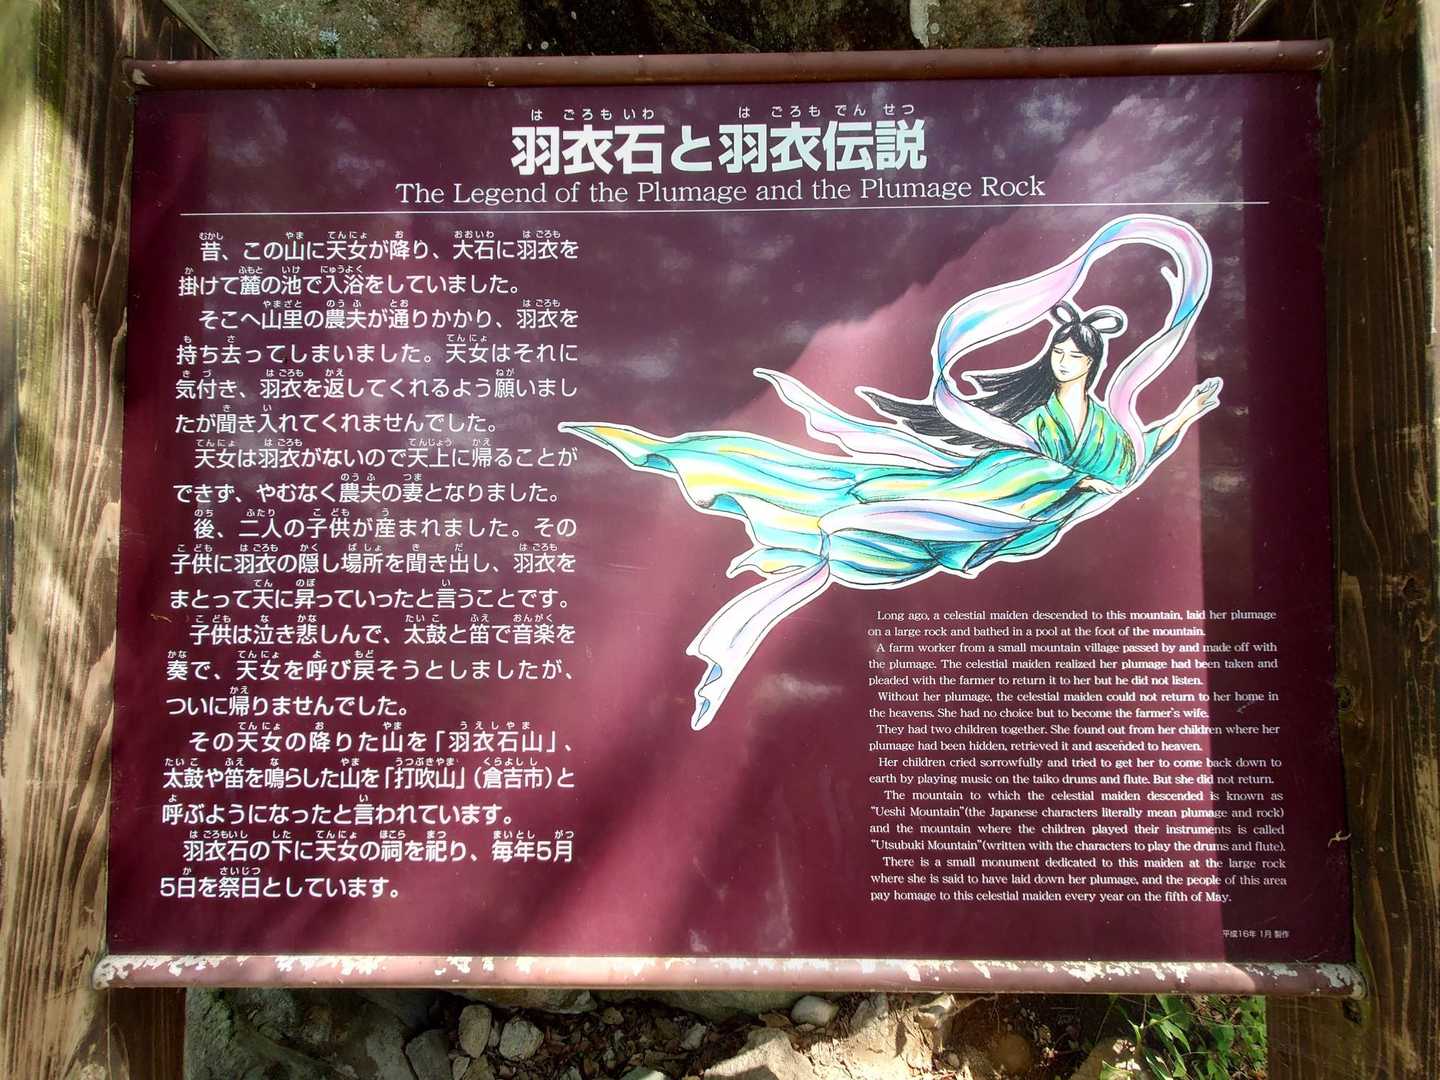 羽衣石と羽衣伝説
The Legend of the Plumage and the Plumage Rock
昔、この山に天女が降り、大石に羽衣を
掛けて麓の池で入浴をしていました。
そこへ山里の農夫が通りかかり、羽衣を
持ち去ってしまいました。天女はそれに
気付き、羽衣を返してくれるよう願いまし
たが聞き入れてくれませんでした。
天女は羽衣がないので天上に帰ることが
できず、やむなく農夫の妻となりました。
後、二人の子供が産まれました。その
子供に羽衣の隠し場所を聞き出し、羽衣を
まとって天に昇っていったと言うことです。
子供は泣き悲しんで、太鼓と笛で音楽を
奏で、天女を呼び戻そうとしましたが、
ついに帰りませんでした。
その天女の降りた山を「羽衣石山」、
太鼓や笛を鳴らした山を「打吹山」(倉吉市)と
呼ぶようになったと言われています。
羽衣石の下に天女の祠を祀り、毎年5月
5日を祭日としています。
Long ago, a celestial maiden descended to this mountain, laid her plumage
on a large rock and bathed in a pool at the foot of the mountain.
A farm worker from a small mountain village passed by and made off with
the plumage. The celestial maiden realized her plumage had been taken and
pleaded with the farmer to return it to her but he did not listen.
Without her plumage, the celestial maiden could not return to her home in
the heavens. She had no choice but to become the farmer's wife.
They had two children together. She found out from her children where her
plumage had been hidden, retrieved it and ascended to heaven.
Her children cried sorrowfully and tried to get her to come back down to
earth by playing music on the taiko drums and flute. But she did not return.
The mountain to which the celestial maiden descended is known as
"Ueshi Mountain"(the Japanese characters literally mean plumage and rock)
and the mountain where the children played their instruments is called
"Utsubuki Mountain"(written with the characters to play the drums and flute).
There is a small monument dedicated to this maiden at the large rock
where she is said to have laid down her plumage, and the people of this area
pay homage to this celestial maiden every year on the fifth of May.
平成16年 1月 製作